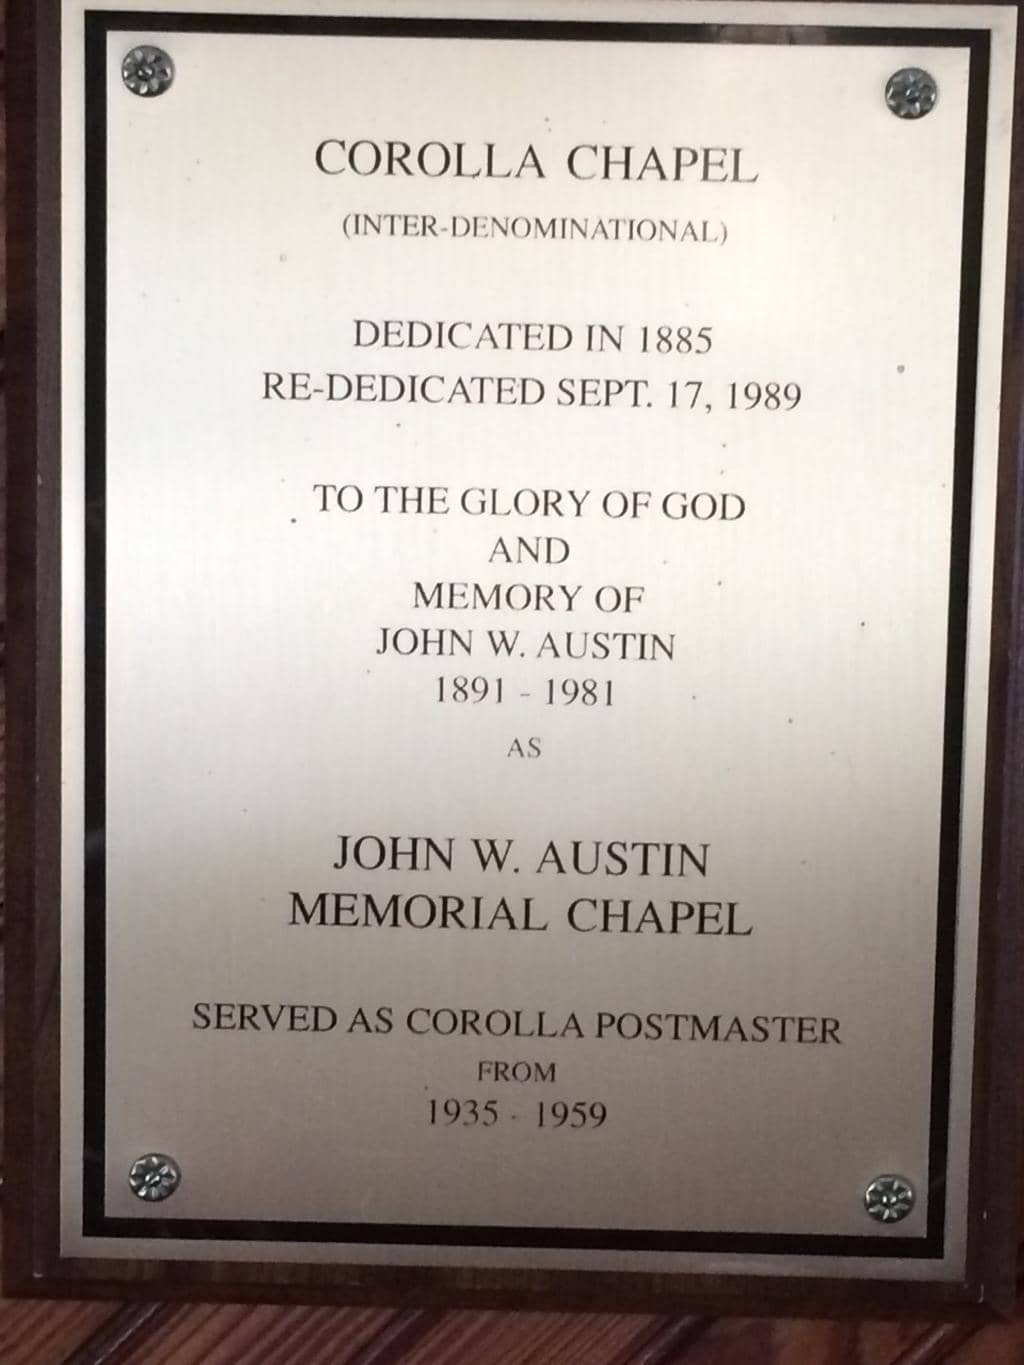 COROLLA CHAPEL
(INTER-DENOMINATIONAL)
DEDICATED IN 1885
RE-DEDICATED SEPT. 17, 1989
TO THE GLORY OF GOD
AND
MEMORY OF
JOHN W. AUSTIN
1891 - 1981
AS
JOHN W. AUSTIN
MEMORIAL CHAPEL
SERVED AS COROLLA POSTMASTER
FROM
1935 - 1959